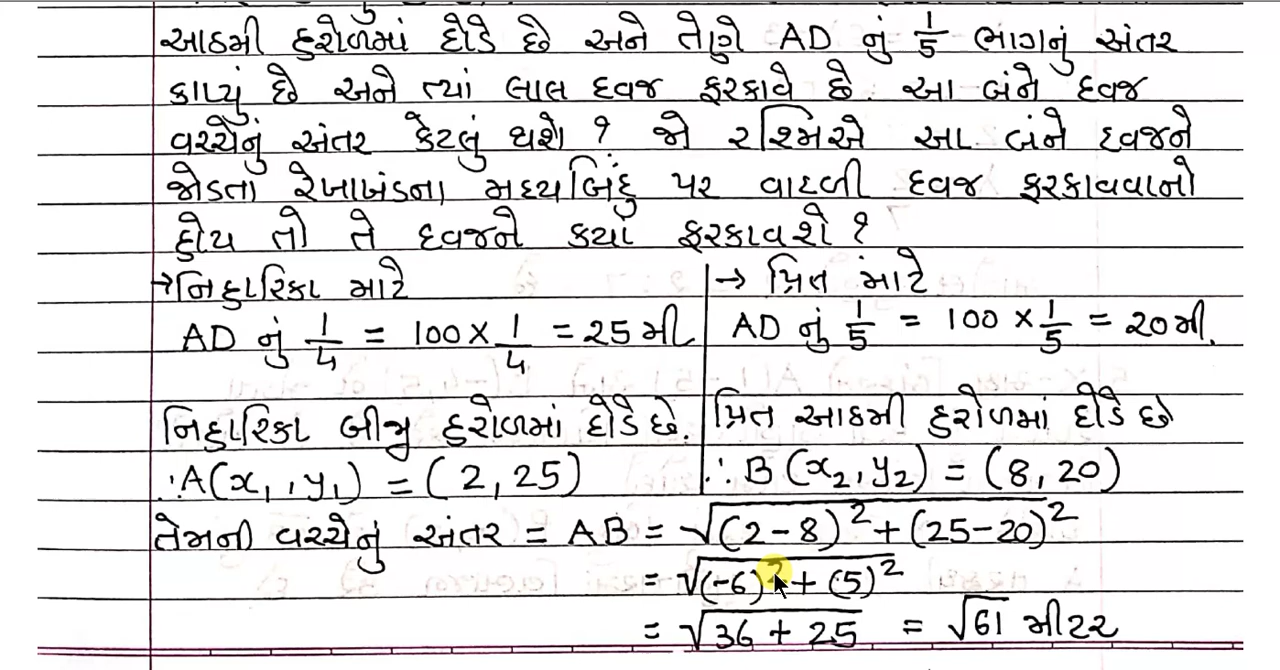 આઠમી હરોળમાં દોડે છે અને તેણે AD નું 1/5 ભાગનું અંતર
કાપ્યું છે અને ત્યાં લાલ ધ્વજ ફરકાવે છે. આ બંને ધ્વજ
વચ્ચેનું અંતર કેટલું થશે ? જો રશ્મિએ આ બંને ધ્વજને
જોડતા રેખાખંડના મધ્યબિંદુ પર વાદળી ધ્વજ ફરકાવવાનો
હોય તો તે ધ્વજને ક્યાં ફરકાવશે ?
→ નિહારિકા માટે
AD નું 1/4 = 100 × 1/4 = 25 મી
નિહારિકા બીજી હરોળમાં દોડે છે.
∴ A(x₁, y₁) = (2, 25)
→ પ્રિત માટે
AD નું 1/5 = 100 × 1/5 = 20 મી.
પ્રિત આઠમી હરોળમાં દોડે છે
∴ B(x₂, y₂) = (8, 20)
તેમની વચ્ચેનું અંતર = AB = √(2-8)² + (25-20)²
= √(-6)² + (5)²
= √36 + 25 = √61 મીટર